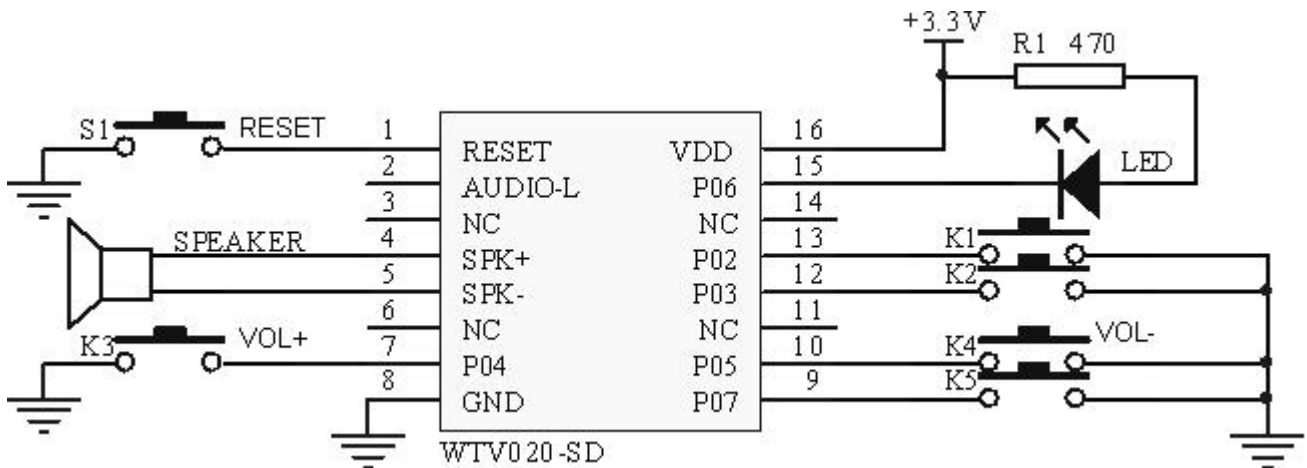 +3.3V
R1 470
S1 RESET 1 16
RESET VDD
2 15
AUDIO-L P06 LED
3 14
NC NC
SPEAKER 4 13 K1
SPK+ P02
5 12 K2
SPK- P03
6 11
NC NC
K3 VOL+ 7 10 K4 VOL-
P04 P05
8 9 K5
GND P07
WTV020-SD